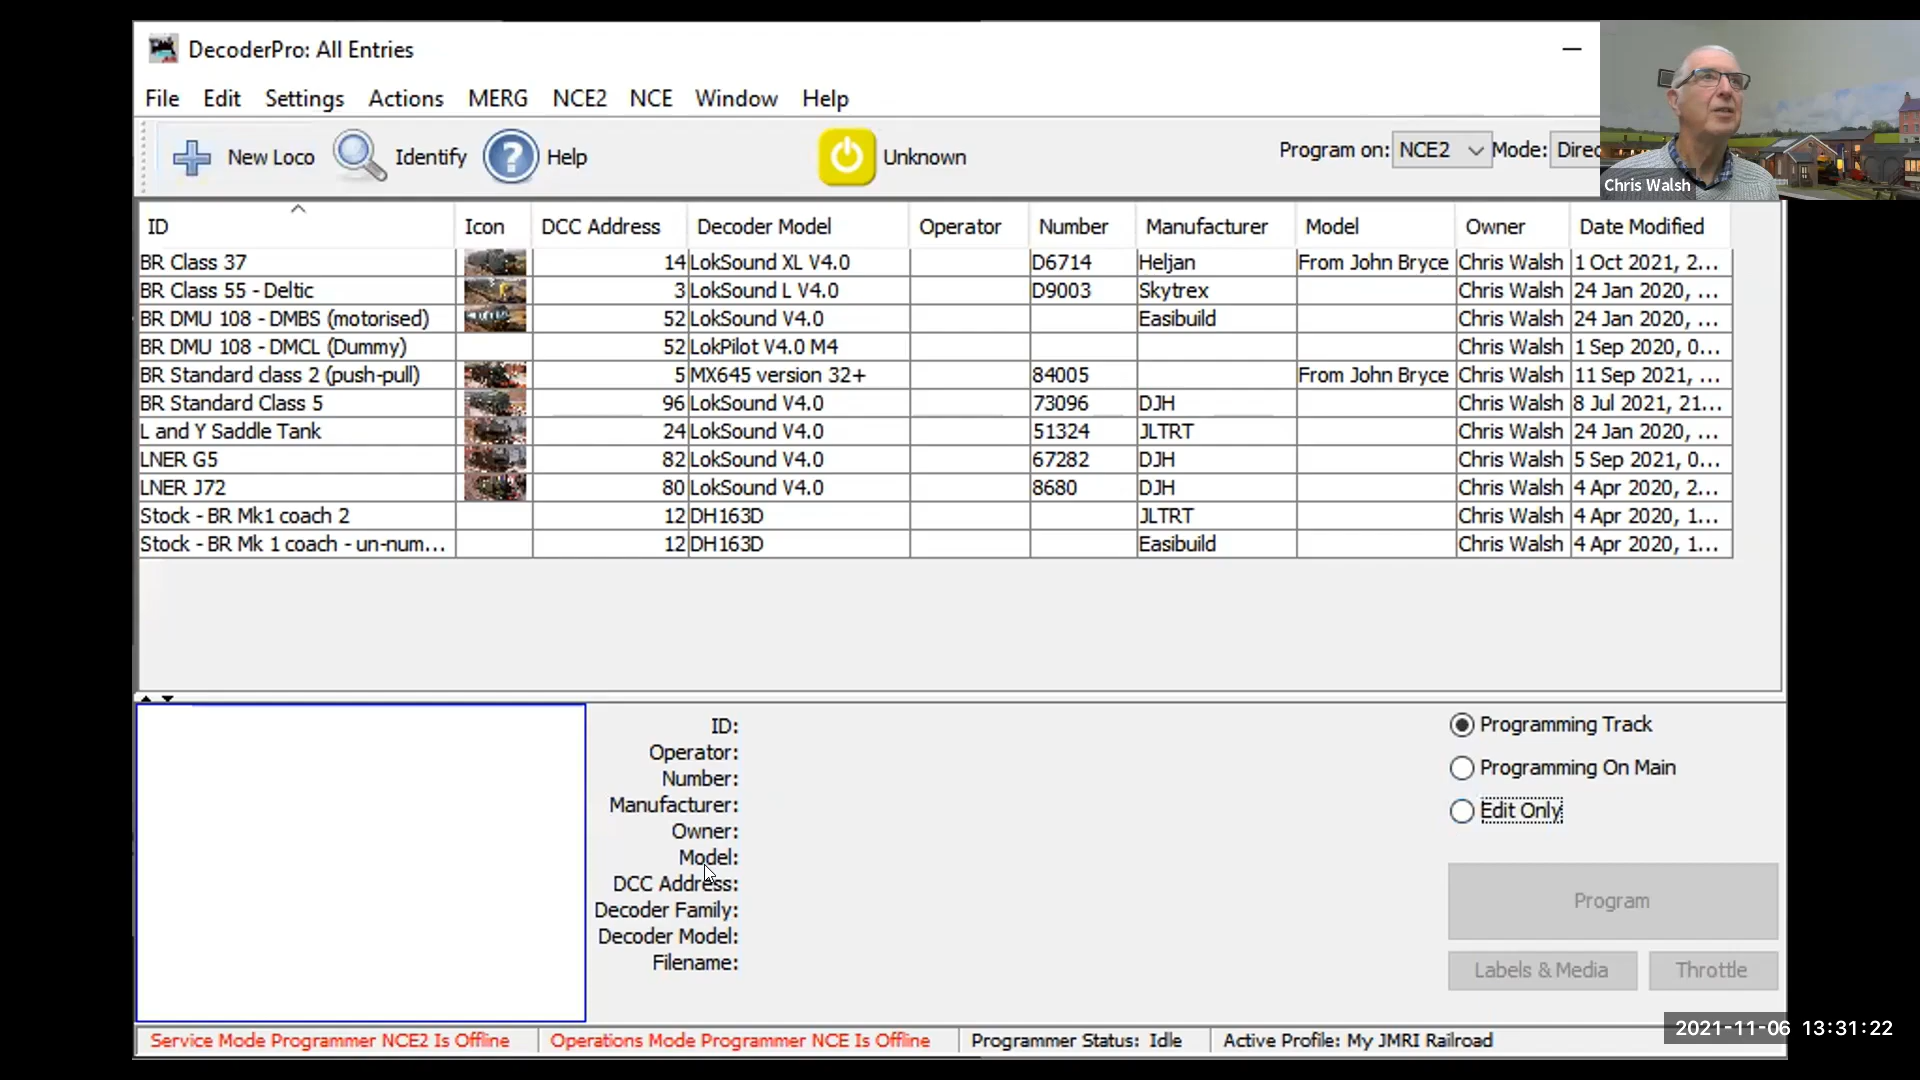 DecoderPro: All Entries
File Edit Settings Actions MERG NCE2 NCE Window Help
New Loco Identify Help Unknown Program on: NCE2 Mode: Direc
Chris Walsh
ID Icon DCC Address Decoder Model Operator Number Manufacturer Model Owner Date Modified
BR Class 37 14 LokSound XL V4.0 D6714 Heljan From John Bryce Chris Walsh 1 Oct 2021, 2...
BR Class 55 - Deltic 3 LokSound L V4.0 D9003 Skytrex Chris Walsh 24 Jan 2020, ...
BR DMU 108 - DMBS (motorised) 52 LokSound V4.0 Easibuild Chris Walsh 24 Jan 2020, ...
BR DMU 108 - DMCL (Dummy) 52 LokPilot V4.0 M4 Chris Walsh 1 Sep 2020, 0...
BR Standard class 2 (push-pull) 5 MX645 version 32+ 84005 From John Bryce Chris Walsh 11 Sep 2021, ...
BR Standard Class 5 96 LokSound V4.0 73096 DJH Chris Walsh 8 Jul 2021, 21...
L and Y Saddle Tank 24 LokSound V4.0 51324 JLTRT Chris Walsh 24 Jan 2020, ...
LNER G5 82 LokSound V4.0 67282 DJH Chris Walsh 5 Sep 2021, 0...
LNER J72 80 LokSound V4.0 8680 DJH Chris Walsh 4 Apr 2020, 2...
Stock - BR Mk1 coach 2 12 DH163D JLTRT Chris Walsh 4 Apr 2020, 1...
Stock - BR Mk 1 coach - un-num... 12 DH163D Easibuild Chris Walsh 4 Apr 2020, 1...
ID:
Operator:
Number:
Manufacturer:
Owner:
Model:
DCC Address:
Decoder Family:
Decoder Model:
Filename:
Programming Track
Programming On Main
Edit Only
Program
Labels & Media Throttle
2021-11-06 13:31:22
Service Mode Programmer NCE2 Is Offline Operations Mode Programmer NCE Is Offline Programmer Status: Idle Active Profile: My JMRI Railroad